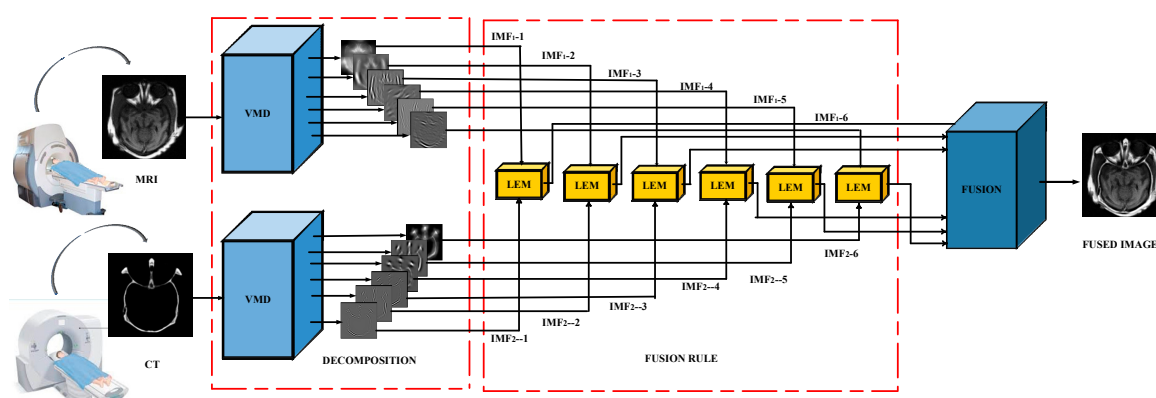 IMF₁-1
IMF₁-2
IMF₁-3
IMF₁-4
IMF₁-5
IMF₁-6
VMD
MRI
LEM
LEM
LEM
LEM
LEM
LEM
FUSION
FUSED IMAGE
VMD
CT
IMF₂-6
IMF₂--5
IMF₂--4
IMF₂--3
IMF₂--2
IMF₂--1
DECOMPOSITION
FUSION RULE